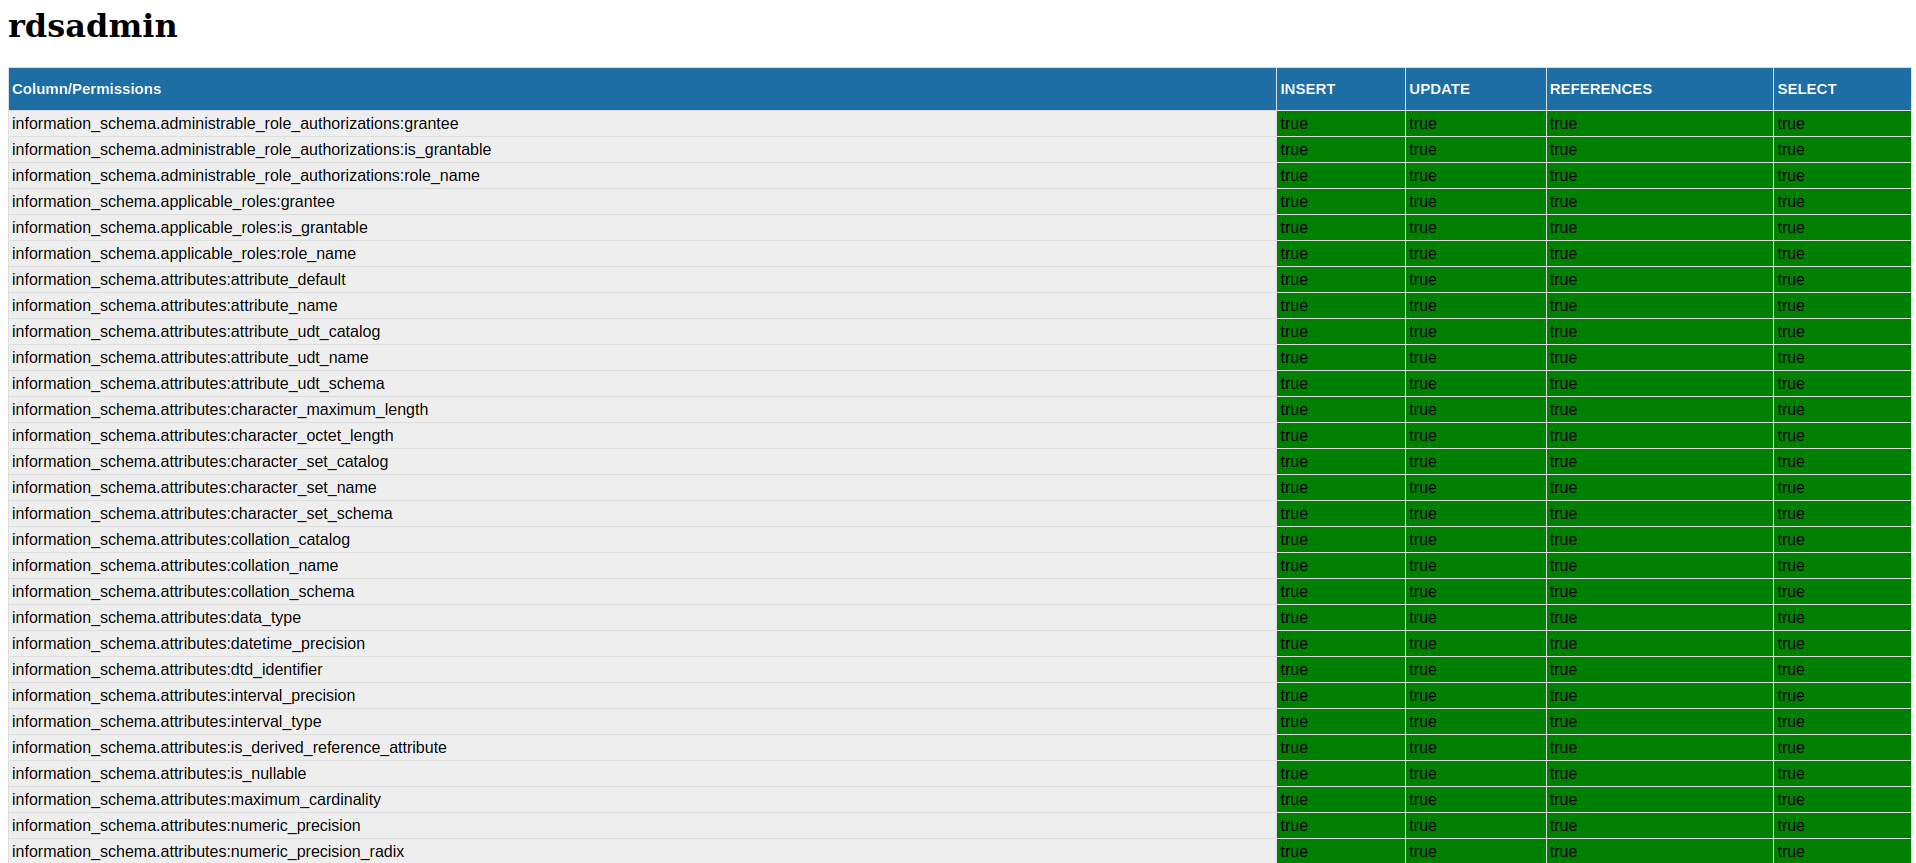 rdsadmin
Column/Permissions INSERT UPDATE REFERENCES SELECT
information_schema.administrable_role_authorizations:grantee true true true true
information_schema.administrable_role_authorizations:is_grantable true true true true
information_schema.administrable_role_authorizations:role_name true true true true
information_schema.applicable_roles:grantee true true true true
information_schema.applicable_roles:is_grantable true true true true
information_schema.applicable_roles:role_name true true true true
information_schema.attributes:attribute_default true true true true
information_schema.attributes:attribute_name true true true true
information_schema.attributes:attribute_udt_catalog true true true true
information_schema.attributes:attribute_udt_name true true true true
information_schema.attributes:attribute_udt_schema true true true true
information_schema.attributes:character_maximum_length true true true true
information_schema.attributes:character_octet_length true true true true
information_schema.attributes:character_set_catalog true true true true
information_schema.attributes:character_set_name true true true true
information_schema.attributes:character_set_schema true true true true
information_schema.attributes:collation_catalog true true true true
information_schema.attributes:collation_name true true true true
information_schema.attributes:collation_schema true true true true
information_schema.attributes:data_type true true true true
information_schema.attributes:datetime_precision true true true true
information_schema.attributes:dtd_identifier true true true true
information_schema.attributes:interval_precision true true true true
information_schema.attributes:interval_type true true true true
information_schema.attributes:is_derived_reference_attribute true true true true
information_schema.attributes:is_nullable true true true true
information_schema.attributes:maximum_cardinality true true true true
information_schema.attributes:numeric_precision true true true true
information_schema.attributes:numeric_precision_radix true true true true